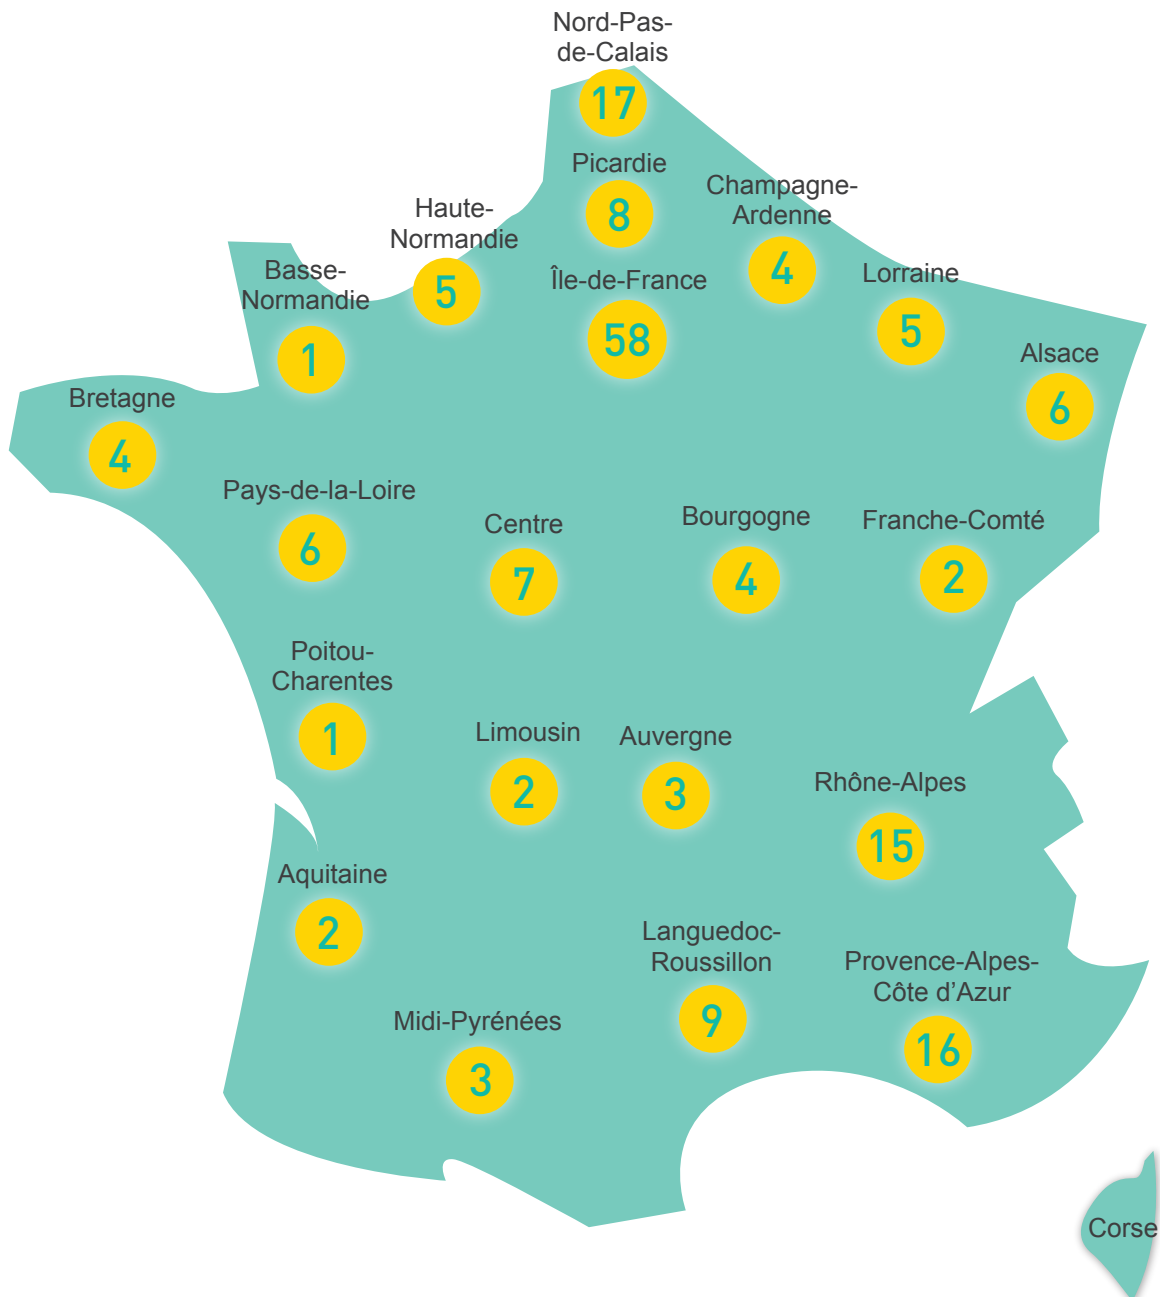 Nord-Pas-
de-Calais
17
Picardie
8
Champagne-
Ardenne
4
Haute-
Normandie
5
Île-de-France
58
Lorraine
5
Basse-
Normandie
1
Alsace
6
Bretagne
4
Pays-de-la-Loire
6
Centre
7
Bourgogne
4
Franche-Comté
2
Poitou-
Charentes
1
Limousin
2
Auvergne
3
Rhône-Alpes
15
Aquitaine
2
Languedoc-
Roussillon
9
Provence-Alpes-
Côte d’Azur
16
Midi-Pyrénées
3
Corse